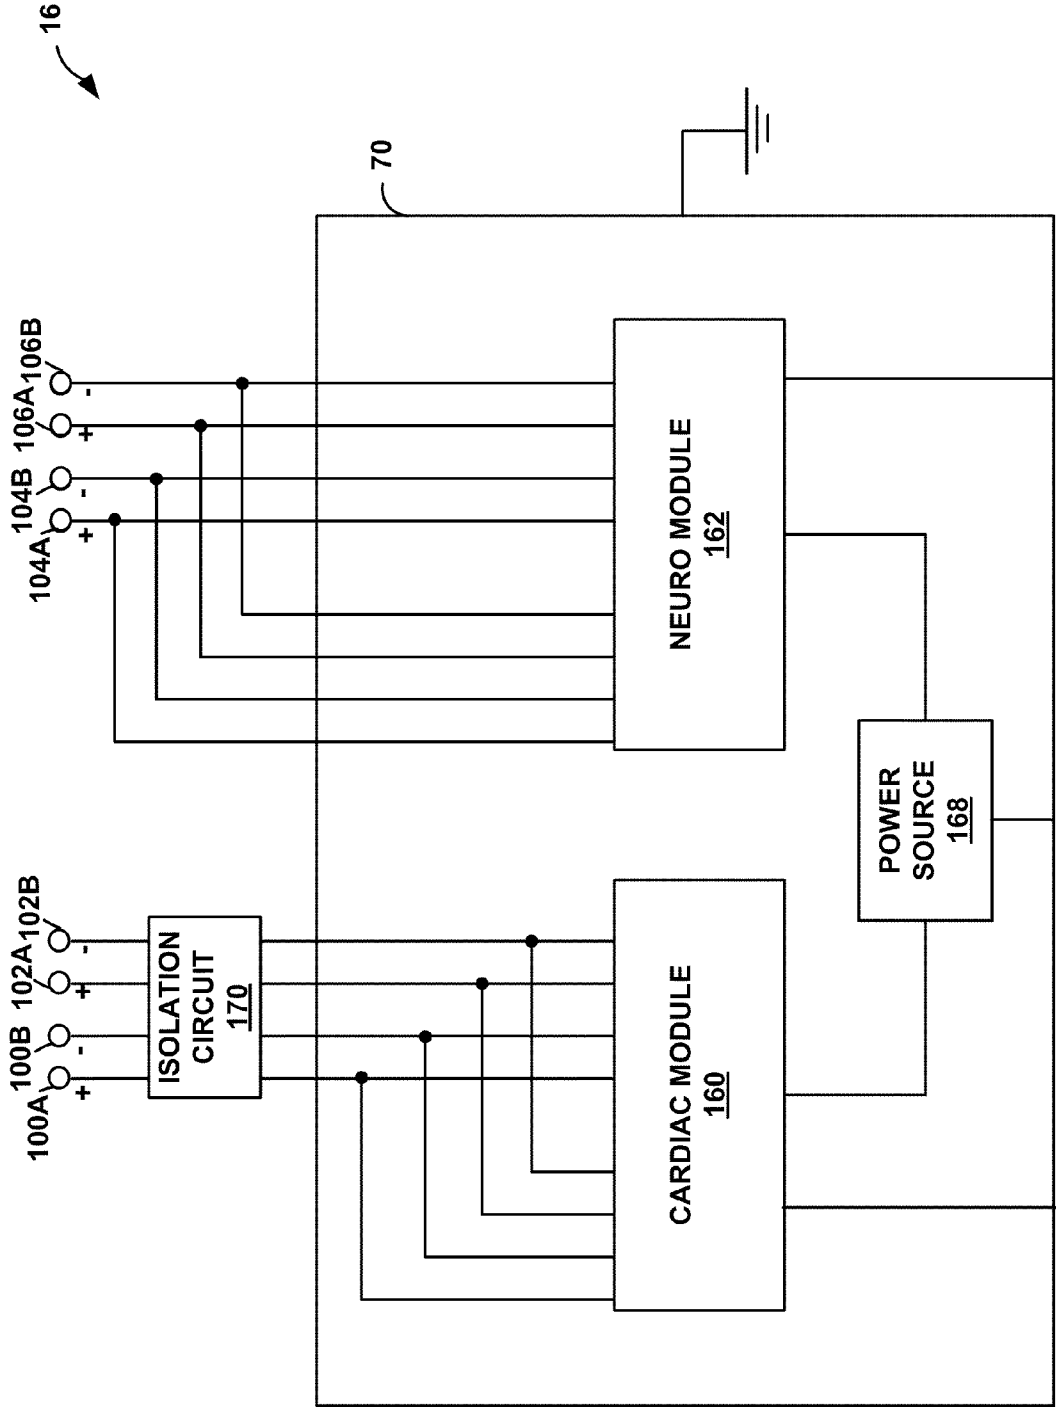 16
70
100A
+
100B
-
102A
+
102B
-
104A
+
104B
-
106A
+
106B
-
ISOLATION
CIRCUIT
170
CARDIAC MODULE
160
NEURO MODULE
162
POWER
SOURCE
168